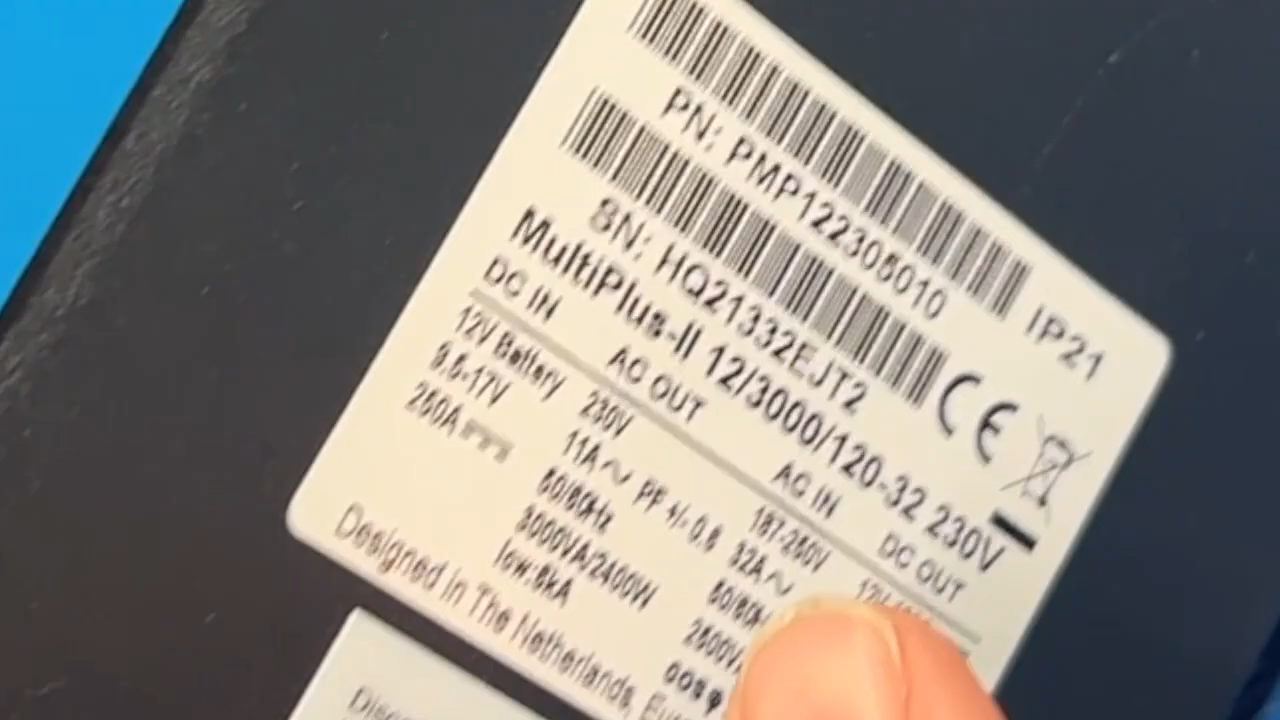 PN: PMP122305010
IP21
SN: HQ21332EJT2
CE
MultiPlus-II 12/3000/120-32 230V
DC IN
AC OUT
AC IN
DC OUT
12V Battery
9.5-17V
230V
11A~ PF +/- 0.8
50/60Hz
3000VA/2400W
187-250V
32A~
Designed In The Netherlands,